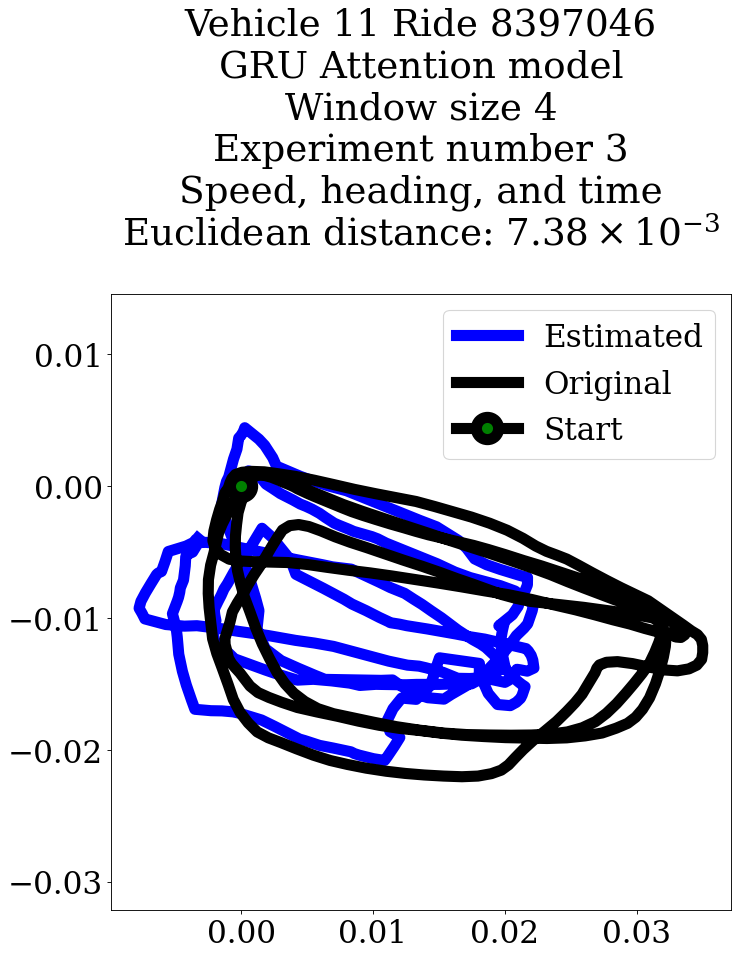 Vehicle 11 Ride 8397046
GRU Attention model
Window size 4
Experiment number 3
Speed, heading, and time
Euclidean distance: 7.38 × 10⁻³
Estimated
Original
Start
0.01
0.00
−0.01
−0.02
−0.03
0.00 0.01 0.02 0.03